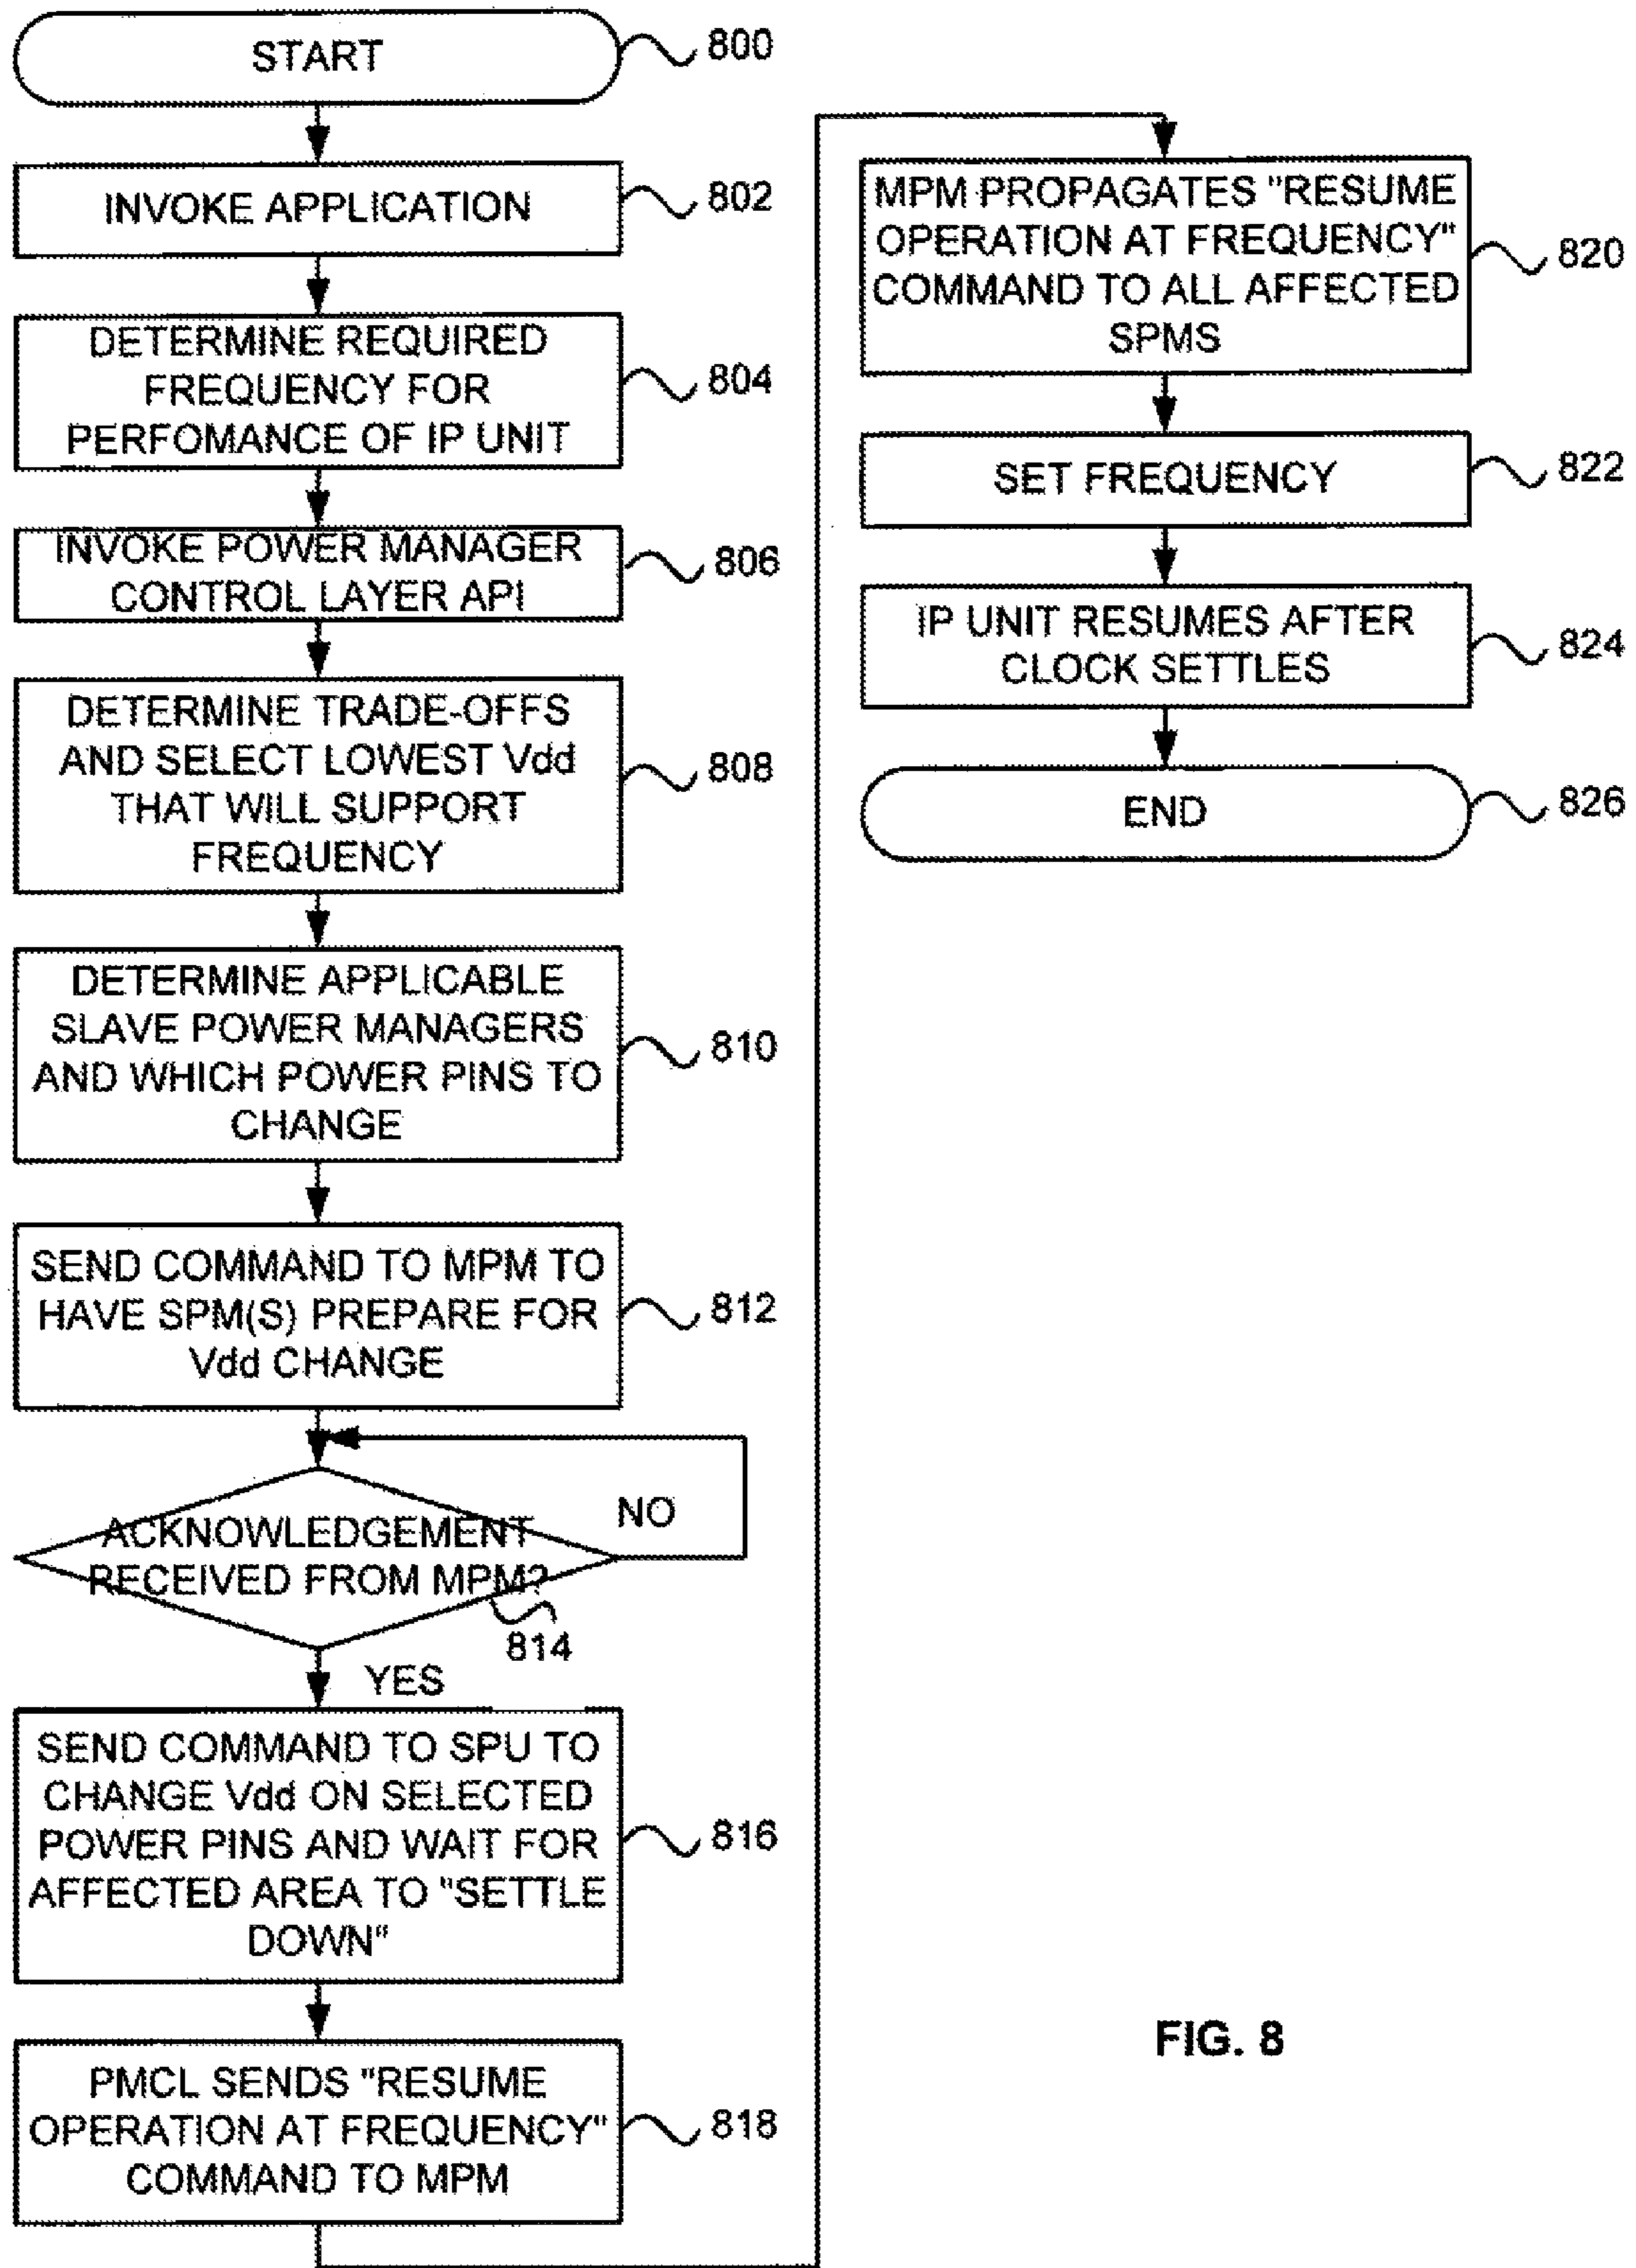 START
800
INVOKE APPLICATION
802
DETERMINE REQUIRED
FREQUENCY FOR
PERFOMANCE OF IP UNIT
804
INVOKE POWER MANAGER
CONTROL LAYER API
806
DETERMINE TRADE-OFFS
AND SELECT LOWEST Vdd
THAT WILL SUPPORT
FREQUENCY
808
DETERMINE APPLICABLE
SLAVE POWER MANAGERS
AND WHICH POWER PINS TO
CHANGE
810
SEND COMMAND TO MPM TO
HAVE SPM(S) PREPARE FOR
Vdd CHANGE
812
ACKNOWLEDGEMENT
RECEIVED FROM MPM?
NO
814
YES
SEND COMMAND TO SPU TO
CHANGE Vdd ON SELECTED
POWER PINS AND WAIT FOR
AFFECTED AREA TO "SETTLE
DOWN"
816
PMCL SENDS "RESUME
OPERATION AT FREQUENCY"
COMMAND TO MPM
818
MPM PROPAGATES "RESUME
OPERATION AT FREQUENCY"
COMMAND TO ALL AFFECTED
SPMS
820
SET FREQUENCY
822
IP UNIT RESUMES AFTER
CLOCK SETTLES
824
END
826
FIG. 8